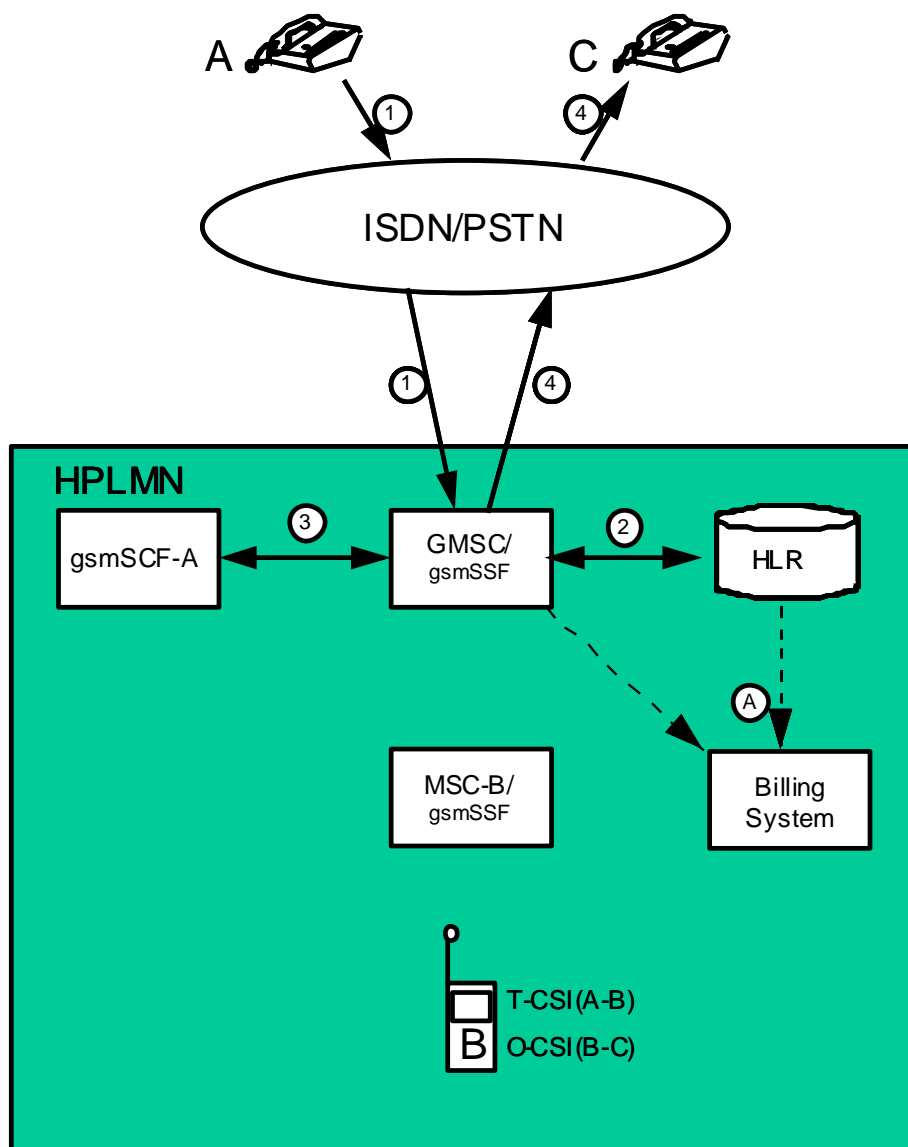 A
C
1
4
ISDN/PSTN
1
4
HPLMN
gsmSCF-A
3
GMSC/
gsmSSF
2
HLR
A
MSC-B/
gsmSSF
Billing
System
T-CSI(A-B)
B
O-CSI(B-C)